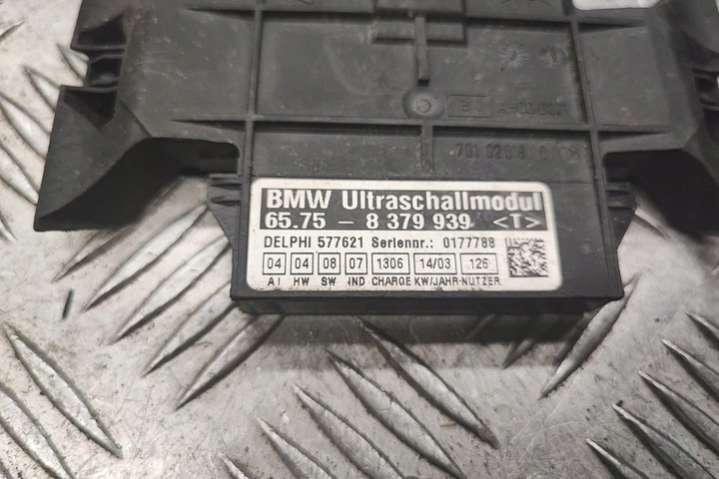 BMW Ultraschallmodul
65.75 - 8 379 939 <T>
DELPHI 577621 Seriennr.: 0177788
04 04 08 07 1306 14/03 126
AI HW SW IND CHARGE KW/JAHR-NUTZER